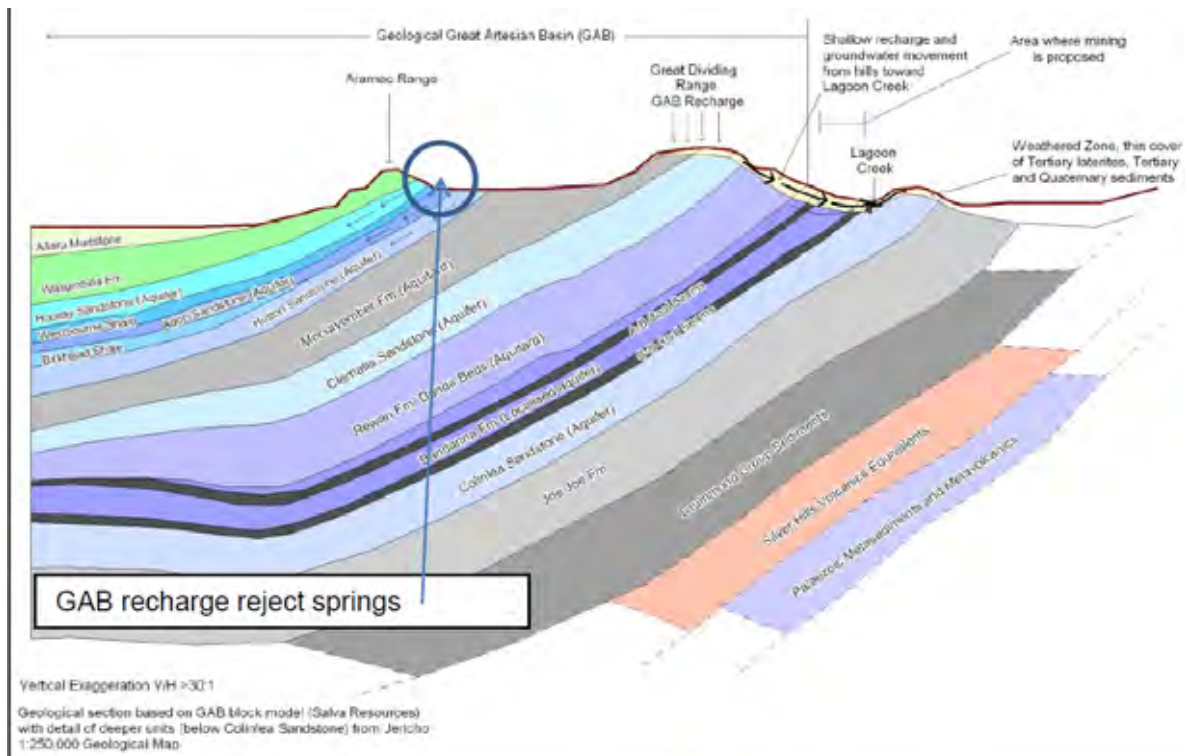 Geological Great Artesian Basin (GAB)
Shallow recharge and
groundwater movement
from hills toward
Lagoon Creek
Area where mining
is proposed
Aramac Range
Great Dividing
Range
GAB Recharge
Lagoon
Creek
Weathered Zone, thin cover
of Tertiary laterites, Tertiary
and Quaternary sediments
Allaru Mudstone
Wallumbilla Fm
Hooray Sandstone (Aquifer)
Westbourne Shale
Adori Sandstone (Aquifer)
Birkhead Shale
Hutton Sandstone (Aquifer)
Moolayember Fm (Aquitard)
Clematis Sandstone (Aquifer)
Rewan Fm/ Dunda Beds (Aquitard)
Bandanna Fm (Localised Aquifer)
Colinlea Sandstone (Aquifer)
Joe Joe Fm
Drummond Group Sediments
Silver Hills Volcanics Equivalents
Palaeozoic Metasediments and Metavolcanics
GAB recharge reject springs
Vertical Exaggeration V/H >30:1
Geological section based on GAB block model (Salva Resources)
with detail of deeper units (below Colinlea Sandstone) from Jericho
1:250,000 Geological Map